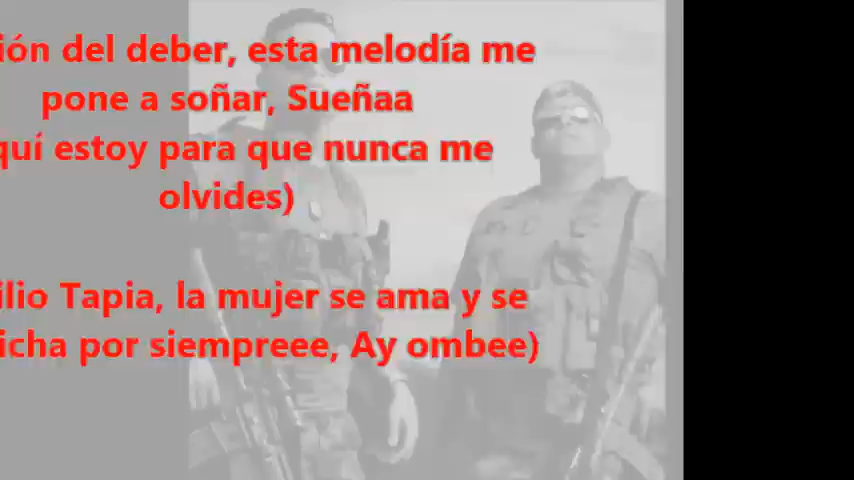 ión del deber, esta melodía me
pone a soñar, Sueñaa
quí estoy para que nunca me
olvides)
ilio Tapia, la mujer se ama y se
icha por siempreee, Ay ombee)